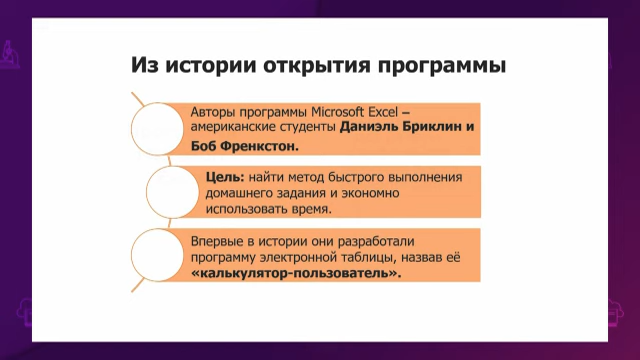 Из истории открытия программы
Авторы программы Microsoft Excel –
американские студенты Даниэль Бриклин и
Боб Френкстон.
Цель: найти метод быстрого выполнения
домашнего задания и экономно
использовать время.
Впервые в истории они разработали
программу электронной таблицы, назвав её
«калькулятор-пользователь».